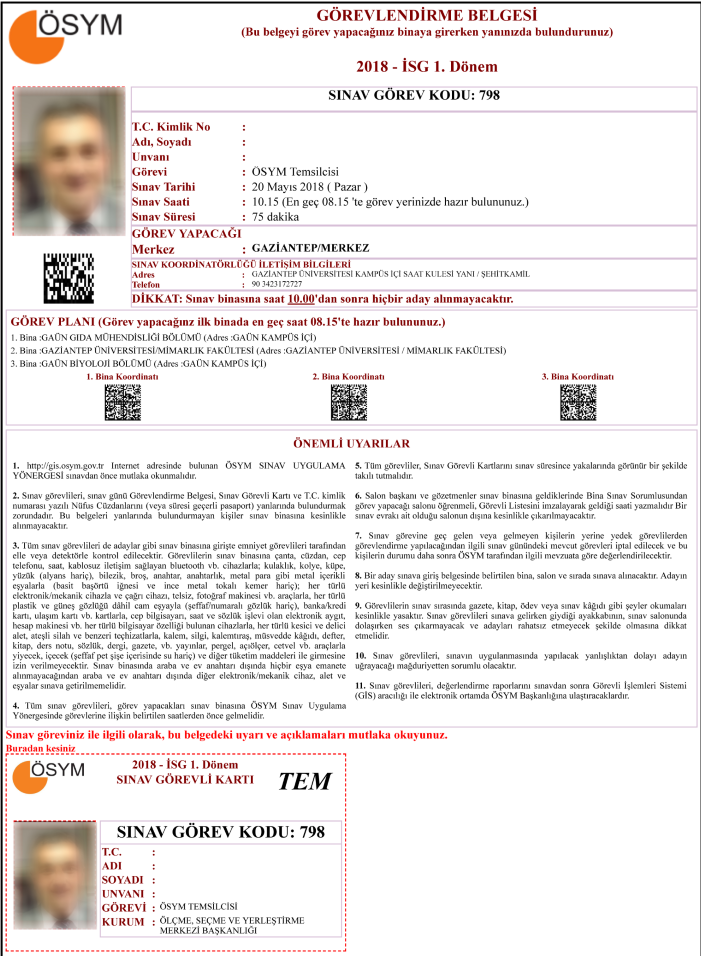 ÖSYM
GÖREVLENDİRME BELGESİ
(Bu belgeyi görev yapacağınız binaya girerken yanınızda bulundurunuz)
2018 - İSG 1. Dönem
SINAV GÖREV KODU: 798
T.C. Kimlik No :
Adı, Soyadı :
Unvanı :
Görevi : ÖSYM Temsilcisi
Sınav Tarihi : 20 Mayıs 2018 ( Pazar )
Sınav Saati : 10.15 (En geç 08.15 'te görev yerinizde hazır bulununuz.)
Sınav Süresi : 75 dakika
GÖREV YAPACAĞI
Merkez : GAZİANTEP/MERKEZ
SINAV KOORDİNATÖRLÜĞÜ İLETİŞİM BİLGİLERİ
Adres : GAZİANTEP ÜNİVERSİTESİ KAMPÜS İÇİ SAAT KULESİ YANI / ŞEHİTKAMİL
Telefon : 90 3423172727
DİKKAT: Sınav binasına saat 10.00'dan sonra hiçbir aday alınmayacaktır.
GÖREV PLANI (Görev yapacağınz ilk binada en geç saat 08.15'te hazır bulununuz.)
1. Bina :GAÜN GIDA MÜHENDİSLİĞİ BÖLÜMÜ (Adres :GAÜN KAMPÜS İÇİ)
2. Bina :GAZİANTEP ÜNİVERSİTESİ/MİMARLIK FAKÜLTESİ (Adres :GAZİANTEP ÜNİVERSİTESİ / MİMARLIK FAKÜLTESİ)
3. Bina :GAÜN BİYOLOJİ BÖLÜMÜ (Adres :GAÜN KAMPÜS İÇİ)
1. Bina Koordinatı
2. Bina Koordinatı
3. Bina Koordinatı
ÖNEMLİ UYARILAR
1. http://gis.osym.gov.tr Internet adresinde bulunan ÖSYM SINAV UYGULAMA
YÖNERGESİ sınavdan önce mutlaka okunmalıdır.
2. Sınav görevlileri, sınav günü Görevlendirme Belgesi, Sınav Görevli Kartı ve T.C. kimlik
numarası yazılı Nüfus Cüzdanlarını (veya süresi geçerli pasaport) yanlarında bulundurmak
zorundadır. Bu belgeleri yanlarında bulundurmayan kişiler sınav binasına kesinlikle
alınmayacaktır.
3. Tüm sınav görevlileri de adaylar gibi sınav binasına girişte emniyet görevlileri tarafından
elle veya detektörle kontrol edilecektir. Görevlilerin sınav binasına çanta, cüzdan, cep
telefonu, saat, kablosuz iletişim sağlayan bluetooth vb. cihazlarla; kulaklık, kolye, küpe,
yüzük (alyans hariç), bilezik, broş, anahtar, anahtarlık, metal para gibi metal içerikli
eşyalarla (basit başörtü iğnesi ve ince metal tokalı kemer hariç); her türlü
elektronik/mekanik cihazla ve çağrı cihazı, telsiz, fotoğraf makinesi vb. araçlarla, her türlü
plastik ve güneş gözlüğü dâhil cam eşyayla (şeffaf/numaralı gözlük hariç), banka/kredi
kartı, ulaşım kartı vb. kartlarla, cep bilgisayarı, saat ve sözlük işlevi olan elektronik aygıt,
hesap makinesi vb. her türlü bilgisayar özelliği bulunan cihazlarla, her türlü kesici ve delici
alet, ateşli silah ve benzeri teçhizatlarla, kalem, silgi, kalemtıraş, müsvedde kâğıdı, defter,
kitap, ders notu, sözlük, dergi, gazete, vb. yayınlar, pergel, açıölçer, cetvel vb. araçlarla
yiyecek, içecek (şeffaf pet şişe içerisinde su hariç) ve diğer tüketim maddeleri ile girmesine
izin verilmeyecektir. Sınav binasında araba ve ev anahtarı dışında hiçbir eşya emanete
alınmayacağından araba ve ev anahtarı dışında diğer elektronik/mekanik cihaz, alet ve
eşyalar sınava getirilmemelidir.
4. Tüm sınav görevlileri, görev yapacakları sınav binasına ÖSYM Sınav Uygulama
Yönergesinde görevlerine ilişkin belirtilen saatlerden önce gelmelidir.
5. Tüm görevliler, Sınav Görevli Kartlarını sınav süresince yakalarında görünür bir şekilde
takılı tutmalıdır.
6. Salon başkanı ve gözetmenler sınav binasına geldiklerinde Bina Sınav Sorumlusundan
görev yapacağı salonu öğrenmeli, Görevli Listesini imzalayarak geldiği saati yazmalıdır Bir
sınav evrakı ait olduğu salonun dışına kesinlikle çıkarılmayacaktır.
7. Sınav görevine geç gelen veya gelmeyen kişilerin yerine yedek görevlilerden
görevlendirme yapılacağından ilgili sınav günündeki mevcut görevleri iptal edilecek ve bu
kişilerin durumu daha sonra ÖSYM tarafından ilgili mevzuata göre değerlendirilecektir.
8. Bir aday sınava giriş belgesinde belirtilen bina, salon ve sırada sınava alınacaktır. Adayın
yeri kesinlikle değiştirilmeyecektir.
9. Görevlilerin sınav sırasında gazete, kitap, ödev veya sınav kâğıdı gibi şeyler okumaları
kesinlikle yasaktır. Sınav görevlileri sınava gelirken giydiği ayakkabının, sınav salonunda
dolaşırken ses çıkarmayacak ve adayları rahatsız etmeyecek şekilde olmasına dikkat
etmelidir.
10. Sınav görevlileri, sınavın uygulanmasında yapılacak yanlışlıktan dolayı adayın
uğrayacağı mağduriyetten sorumlu olacaktır.
11. Sınav görevlileri, değerlendirme raporlarını sınavdan sonra Görevli İşlemleri Sistemi
(GİS) aracılığı ile elektronik ortamda ÖSYM Başkanlığına ulaştıracaklardır.
Sınav göreviniz ile ilgili olarak, bu belgedeki uyarı ve açıklamaları mutlaka okuyunuz.
Buradan kesiniz
ÖSYM
2018 - İSG 1. Dönem
SINAV GÖREVLİ KARTI
TEM
SINAV GÖREV KODU: 798
T.C. :
ADI :
SOYADI :
UNVANI :
GÖREVİ : ÖSYM TEMSİLCİSİ
KURUM : ÖLÇME, SEÇME VE YERLEŞTİRME
MERKEZİ BAŞKANLIĞI